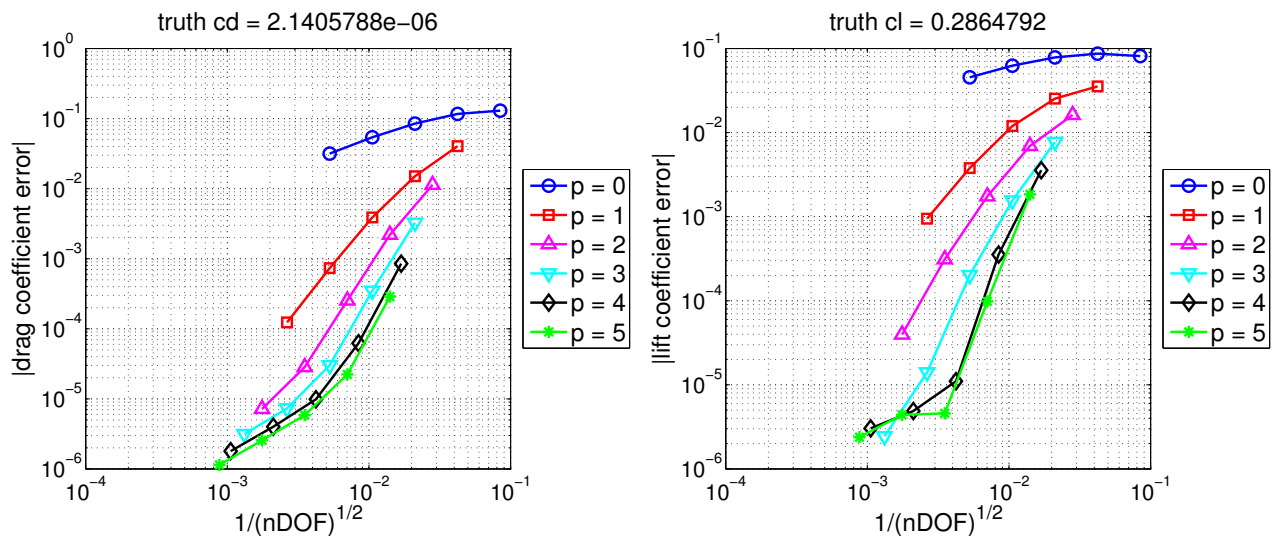 truth cd = 2.1405788e−06
10^0
10^−1
10^−2
10^−3
10^−4
10^−5
10^−6
|drag coefficient error|
10^−4
10^−3
10^−2
10^−1
1/(nDOF)^1/2
p = 0
p = 1
p = 2
p = 3
p = 4
p = 5
truth cl = 0.2864792
10^−1
10^−2
10^−3
10^−4
10^−5
10^−6
|lift coefficient error|
10^−4
10^−3
10^−2
10^−1
1/(nDOF)^1/2
p = 0
p = 1
p = 2
p = 3
p = 4
p = 5